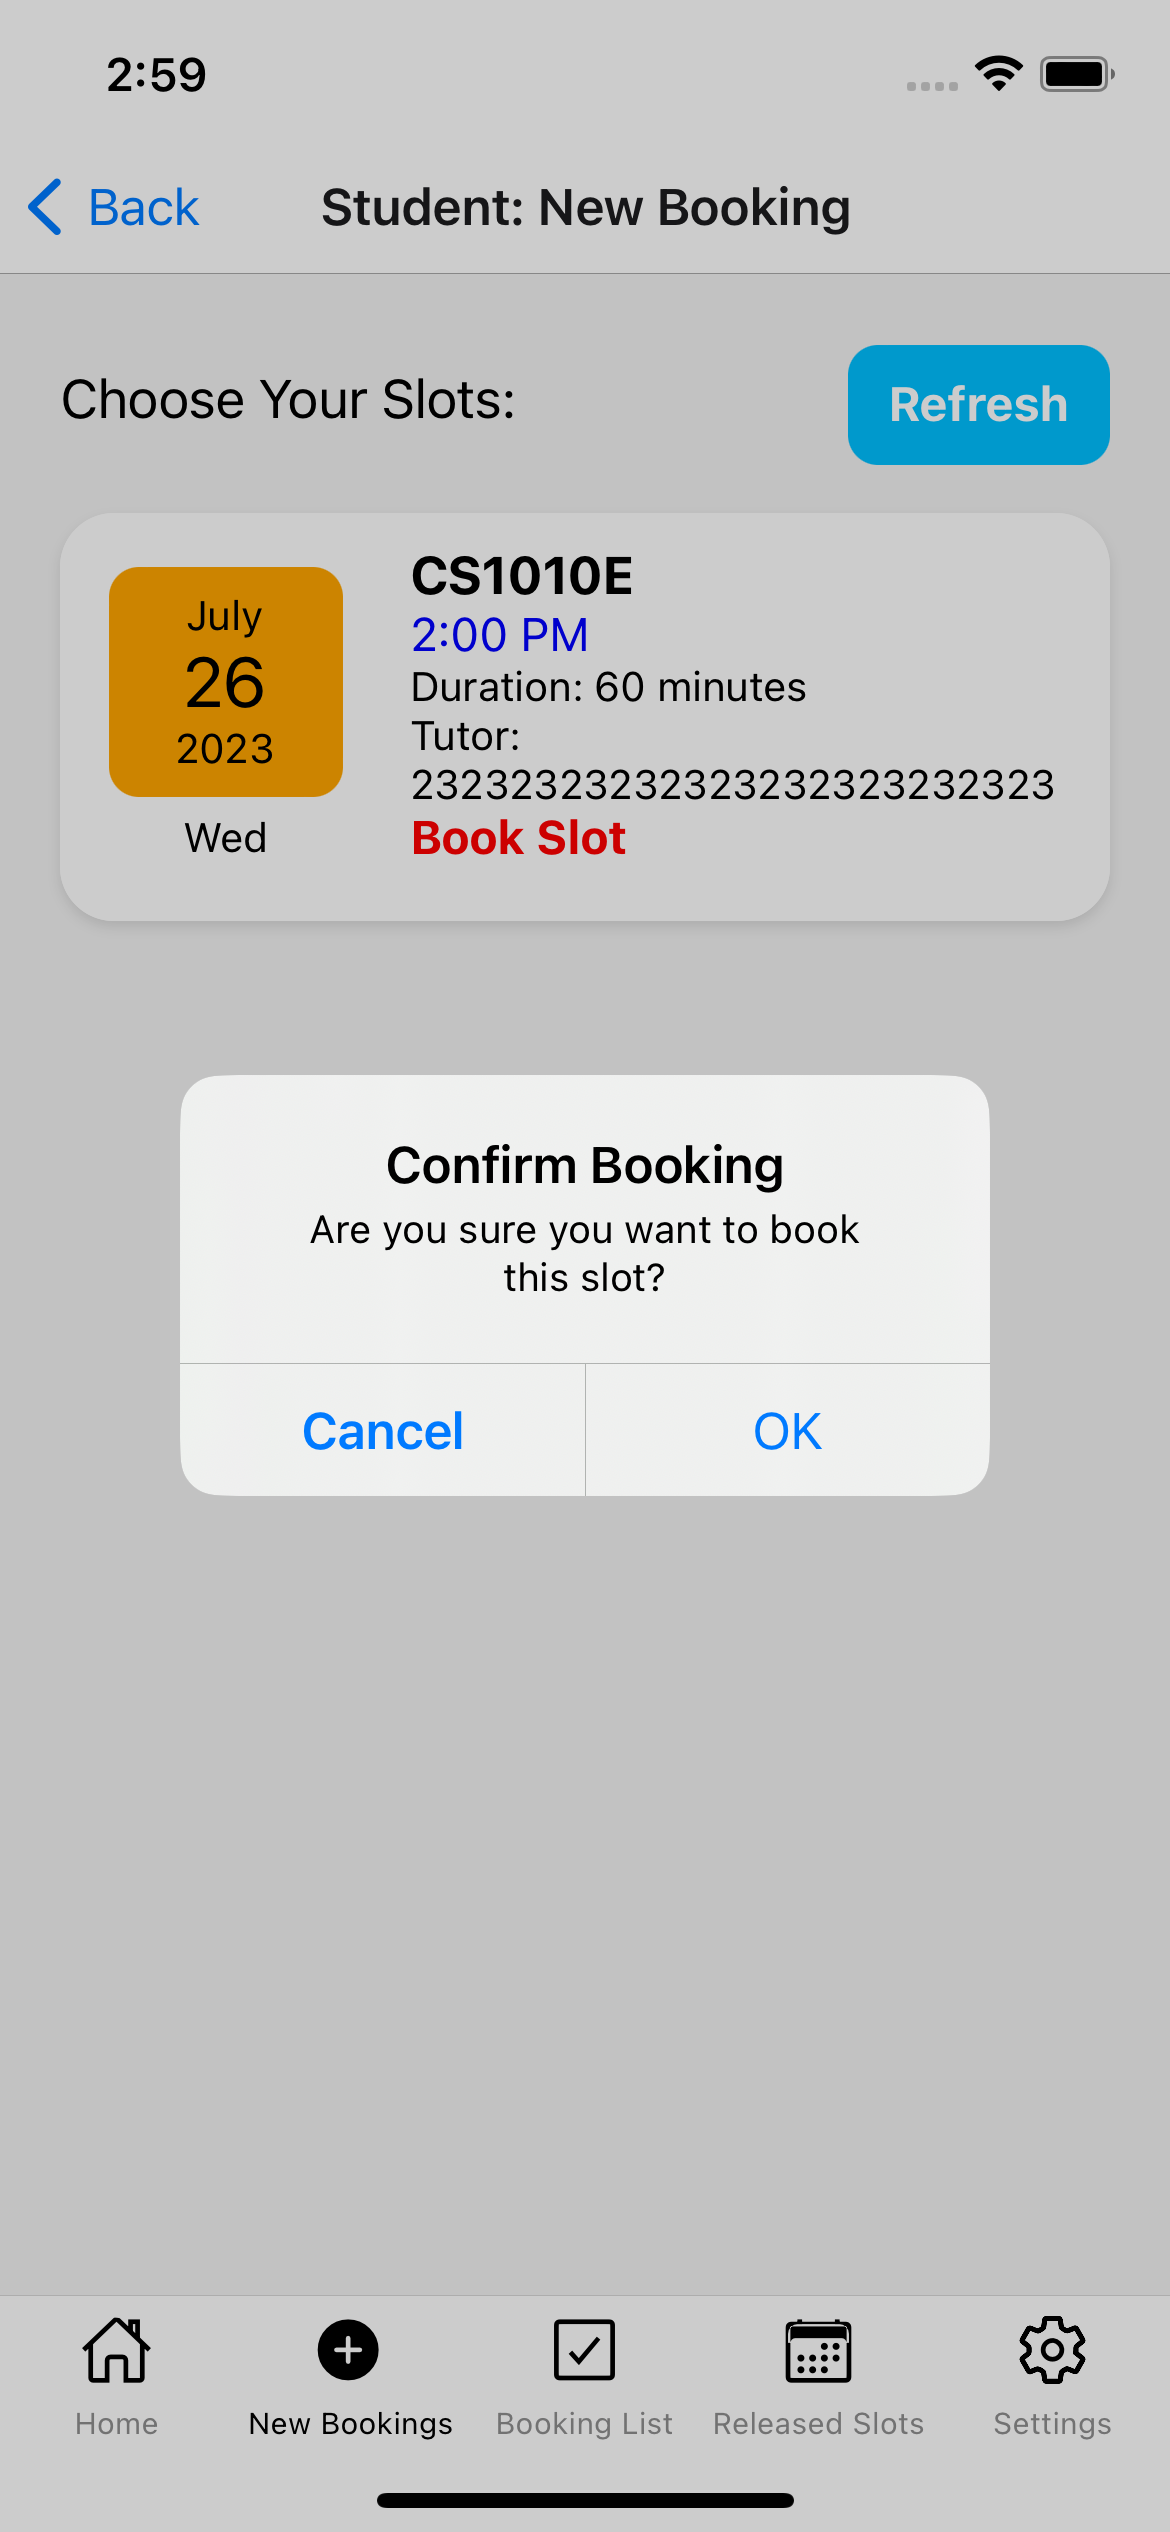 2:59
Back
Student: New Booking
Choose Your Slots:
Refresh
July
26
2023
Wed
CS1010E
2:00 PM
Duration: 60 minutes
Tutor:
23232323232323232323232323
Book Slot
Confirm Booking
Are you sure you want to book
this slot?
Cancel
OK
Home
New Bookings
Booking List
Released Slots
Settings